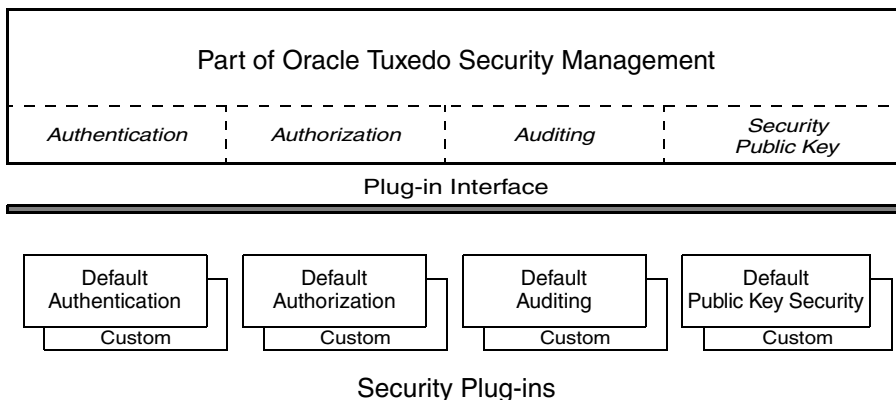 Part of Oracle Tuxedo Security Management
Authentication
Authorization
Auditing
Security
Public Key
Plug-in Interface
Default
Authentication
Custom
Default
Authorization
Custom
Default
Auditing
Custom
Default
Public Key Security
Custom
Security Plug-ins